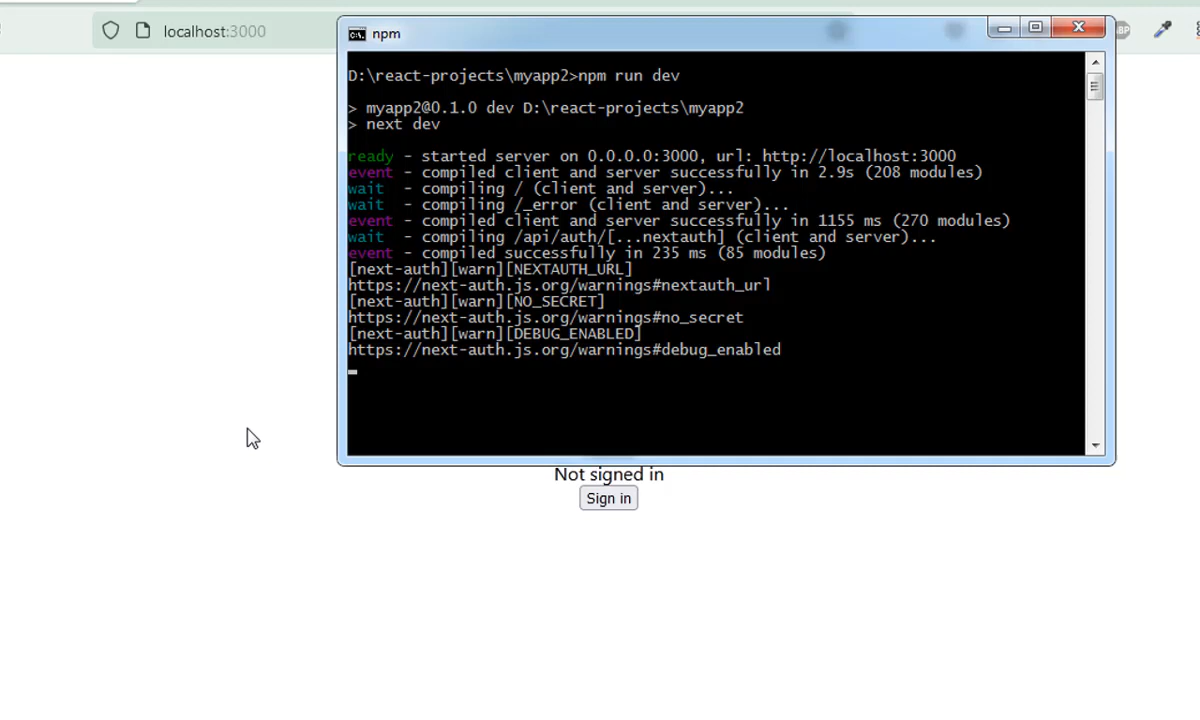 localhost:3000
npm
D:\react-projects\myapp2>npm run dev
> myapp2@0.1.0 dev D:\react-projects\myapp2
> next dev
ready - started server on 0.0.0.0:3000, url: http://localhost:3000
event - compiled client and server successfully in 2.9s (208 modules)
wait - compiling / (client and server)...
wait - compiling /_error (client and server)...
event - compiled client and server successfully in 1155 ms (270 modules)
wait - compiling /api/auth/[...nextauth] (client and server)...
event - compiled successfully in 235 ms (85 modules)
[next-auth][warn][NEXTAUTH_URL]
https://next-auth.js.org/warnings#nextauth_url
[next-auth][warn][NO_SECRET]
https://next-auth.js.org/warnings#no_secret
[next-auth][warn][DEBUG_ENABLED]
https://next-auth.js.org/warnings#debug_enabled
Not signed in
Sign in